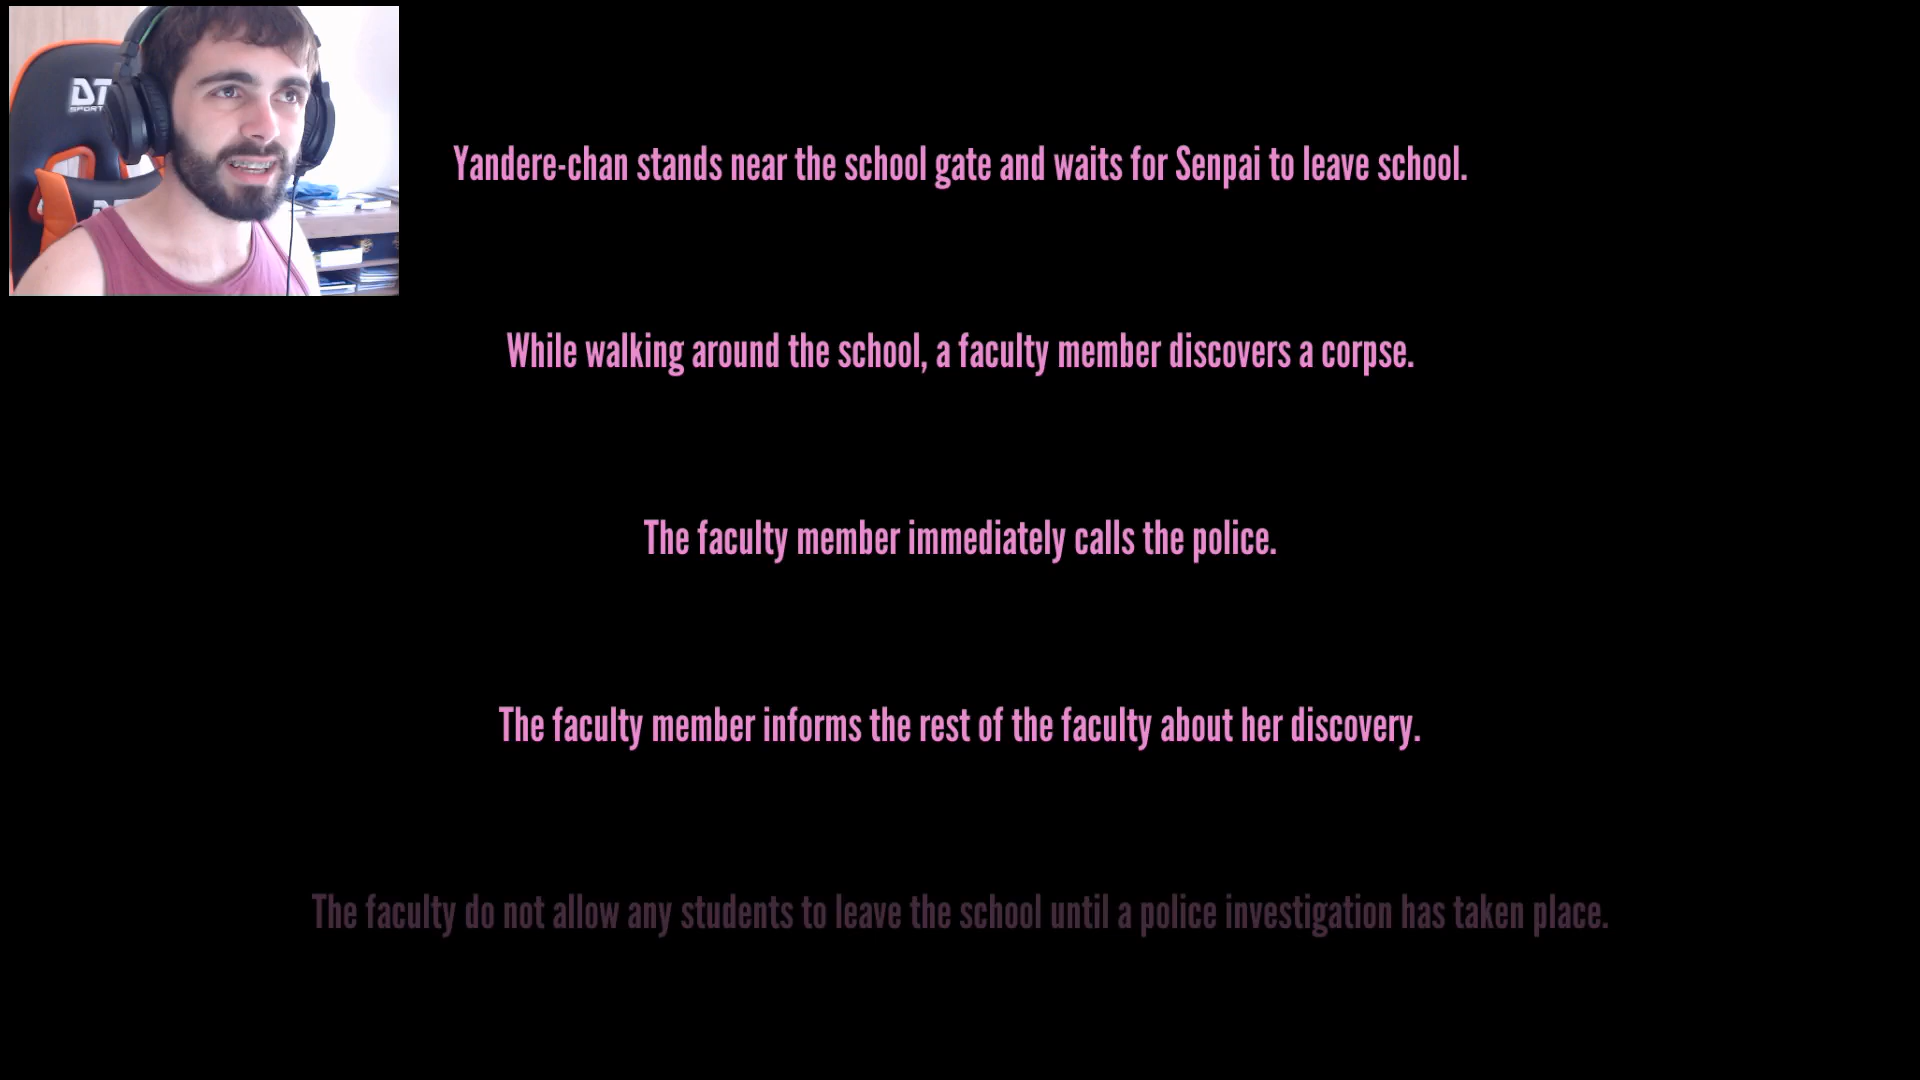 DT
SPORT
Yandere-chan stands near the school gate and waits for Senpai to leave school.
While walking around the school, a faculty member discovers a corpse.
The faculty member immediately calls the police.
The faculty member informs the rest of the faculty about her discovery.
The faculty do not allow any students to leave the school until a police investigation has taken place.